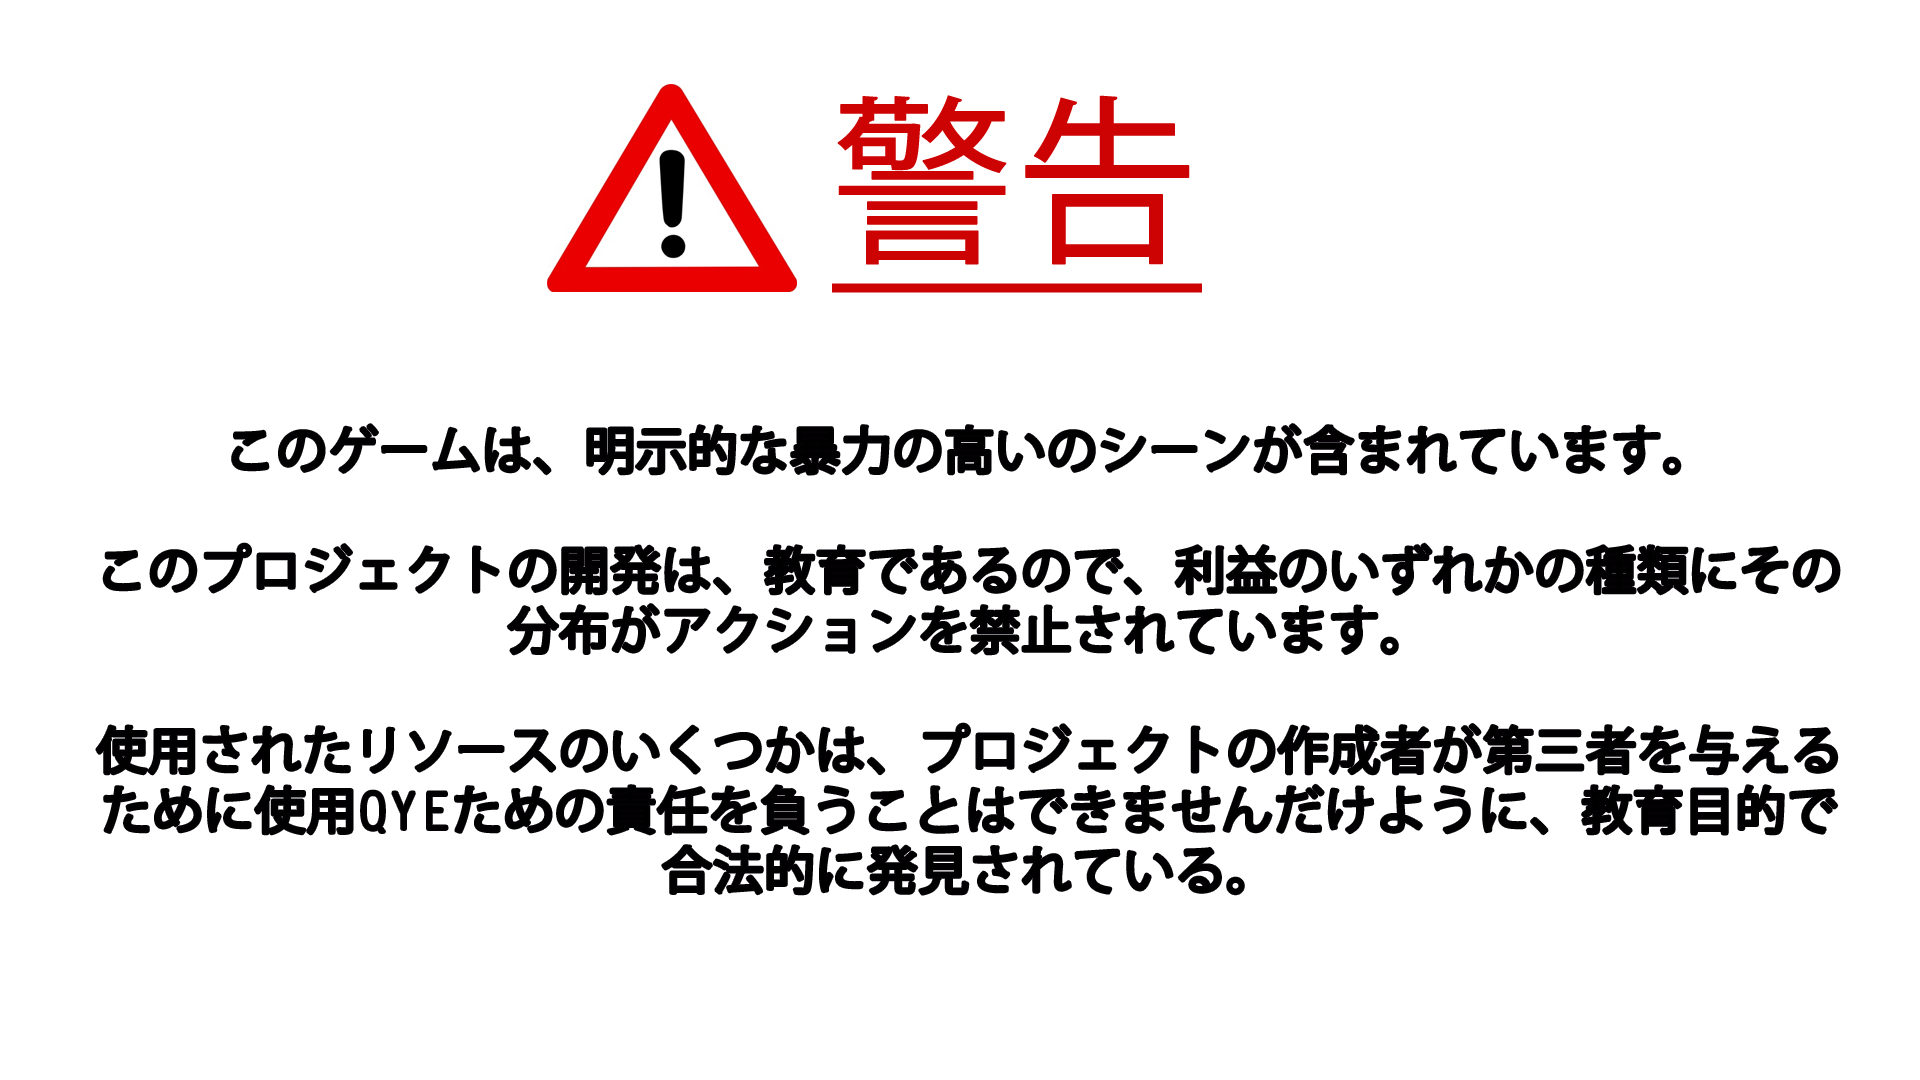 警告
このゲームは、明示的な暴力の高いのシーンが含まれています。
このプロジェクトの開発は、教育であるので、利益のいずれかの種類にその
分布がアクションを禁止されています。
使用されたリソースのいくつかは、プロジェクトの作成者が第三者を与える
ために使用QYEための責任を負うことはできませんだけように、教育目的で
合法的に発見されている。